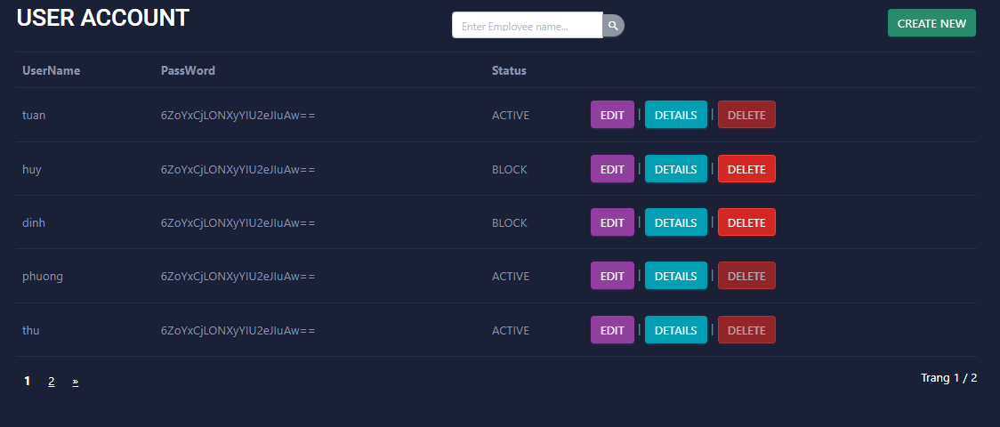 USER ACCOUNT
Enter Employee name...
CREATE NEW
UserName PassWord Status
tuan 6ZoYxCjLONXyYIU2eJIuAw== ACTIVE EDIT | DETAILS | DELETE
huy 6ZoYxCjLONXyYIU2eJIuAw== BLOCK EDIT | DETAILS | DELETE
dinh 6ZoYxCjLONXyYIU2eJIuAw== BLOCK EDIT | DETAILS | DELETE
phuong 6ZoYxCjLONXyYIU2eJIuAw== ACTIVE EDIT | DETAILS | DELETE
thu 6ZoYxCjLONXyYIU2eJIuAw== ACTIVE EDIT | DETAILS | DELETE
1 2 » Trang 1 / 2